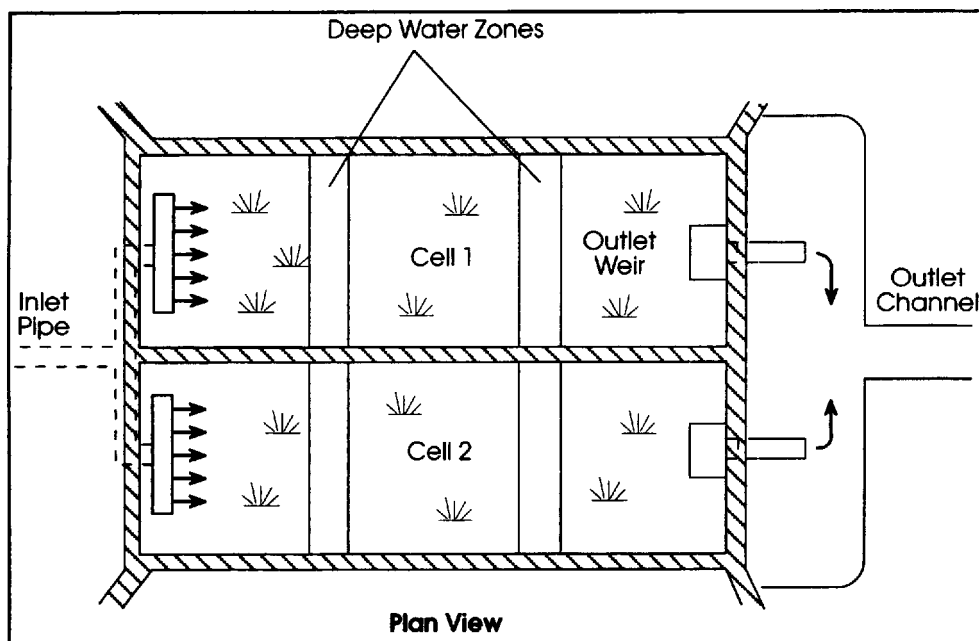 Deep Water Zones
Cell 1
Outlet
Weir
Inlet
Pipe
Outlet
Channel
Cell 2
Plan View